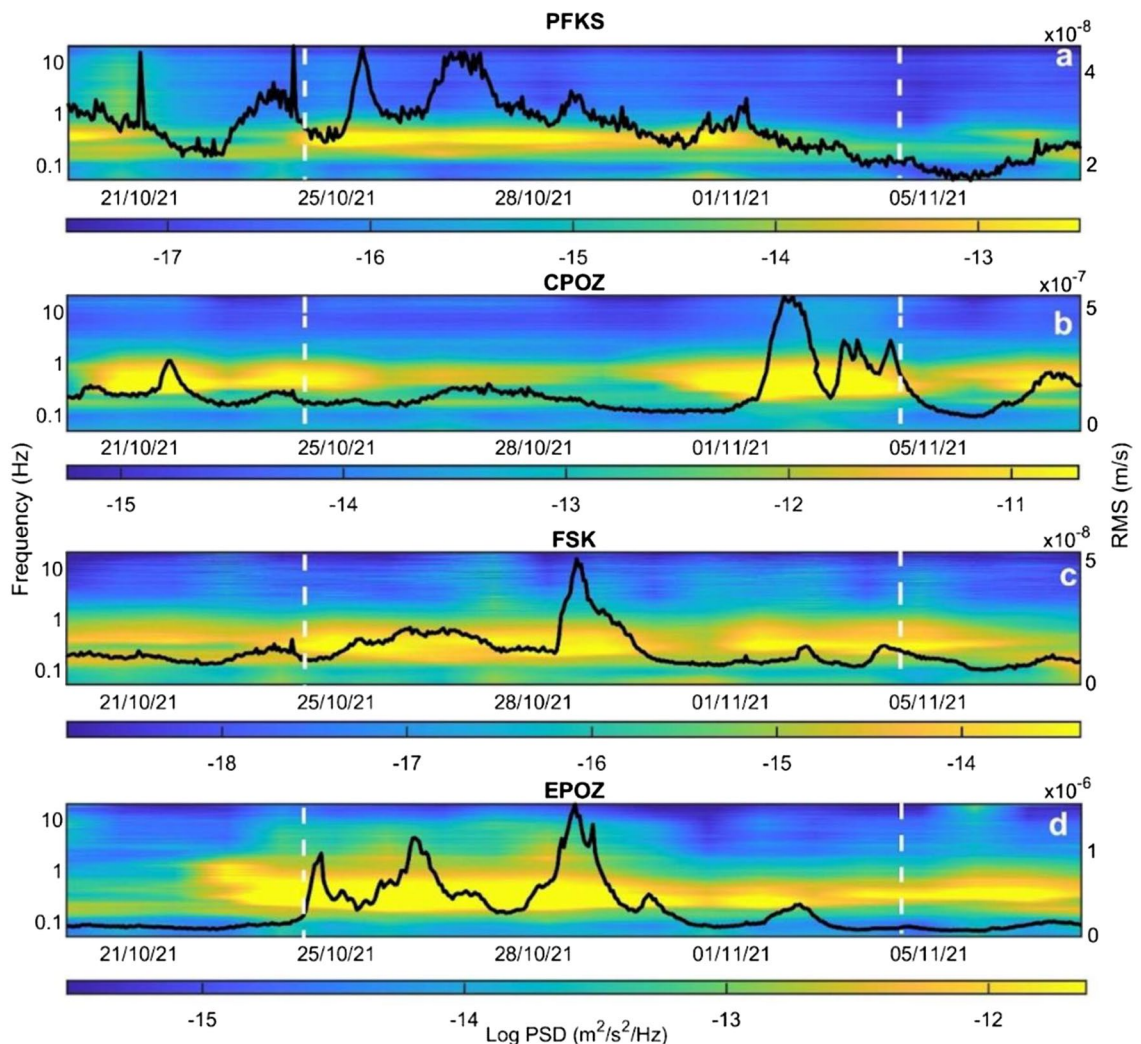 PFKS
x10-8
a
10
1
0.1
4
2
21/10/21 25/10/21 28/10/21 01/11/21 05/11/21
-17 -16 -15 -14 -13
CPOZ
x10-7
b
10
1
0.1
5
0
21/10/21 25/10/21 28/10/21 01/11/21 05/11/21
-15 -14 -13 -12 -11
Frequency (Hz)
RMS (m/s)
FSK
x10-8
c
10
1
0.1
5
0
21/10/21 25/10/21 28/10/21 01/11/21 05/11/21
-18 -17 -16 -15 -14
EPOZ
x10-6
d
10
1
0.1
1
0
21/10/21 25/10/21 28/10/21 01/11/21 05/11/21
-15 -14 -13 -12
Log PSD (m2/s2/Hz)